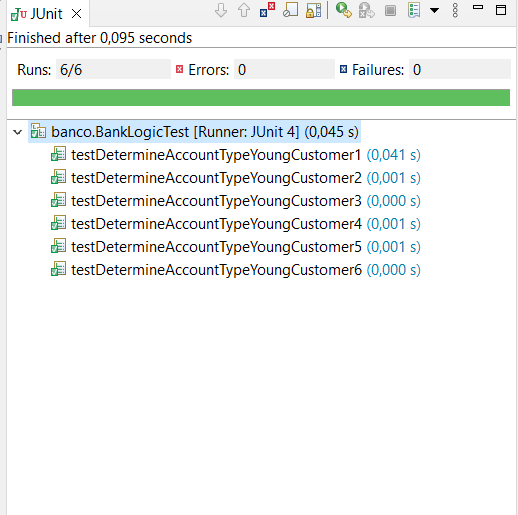 JUnit
Finished after 0,095 seconds
Runs: 6/6 Errors: 0 Failures: 0
banco.BankLogicTest [Runner: JUnit 4] (0,045 s)
testDetermineAccountTypeYoungCustomer1 (0,041 s)
testDetermineAccountTypeYoungCustomer2 (0,001 s)
testDetermineAccountTypeYoungCustomer3 (0,000 s)
testDetermineAccountTypeYoungCustomer4 (0,001 s)
testDetermineAccountTypeYoungCustomer5 (0,001 s)
testDetermineAccountTypeYoungCustomer6 (0,000 s)